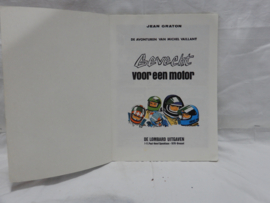 JEAN GRATON
DE AVONTUREN VAN MICHEL VAILLANT
Gevecht
voor een motor
DE LOMBARD UITGAVEN